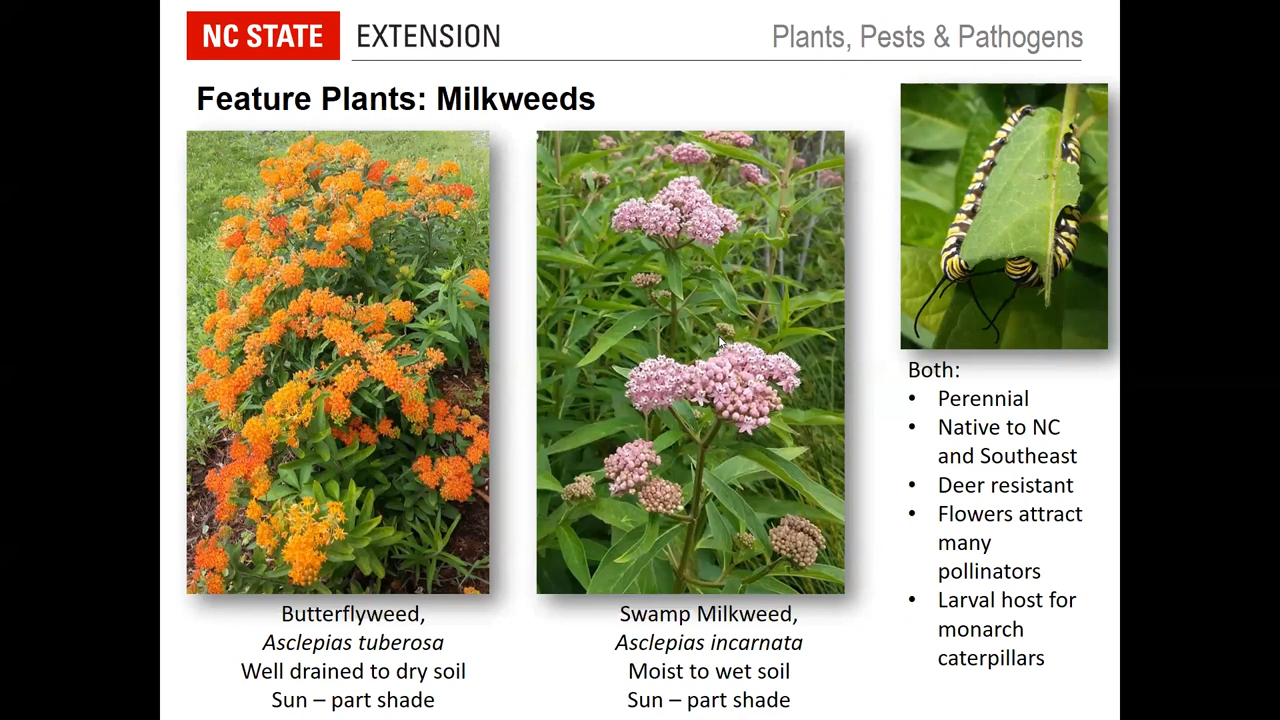 NC STATE EXTENSION
Plants, Pests & Pathogens
Feature Plants: Milkweeds
Butterflyweed,
Asclepias tuberosa
Well drained to dry soil
Sun – part shade
Swamp Milkweed,
Asclepias incarnata
Moist to wet soil
Sun – part shade
Both:
• Perennial
• Native to NC
and Southeast
• Deer resistant
• Flowers attract
many
pollinators
• Larval host for
monarch
caterpillars